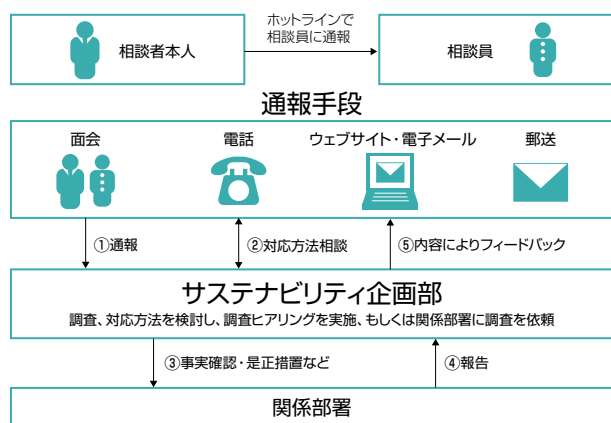 ホットラインで
相談員に通報
相談者本人
相談員
通報手段
面会
電話
ウェブサイト・電子メール
郵送
①通報
②対応方法相談
⑤内容によりフィードバック
サステナビリティ企画部
調査、対応方法を検討し、調査ヒアリングを実施、もしくは関係部署に調査を依頼
③事実確認・是正措置など
④報告
関係部署